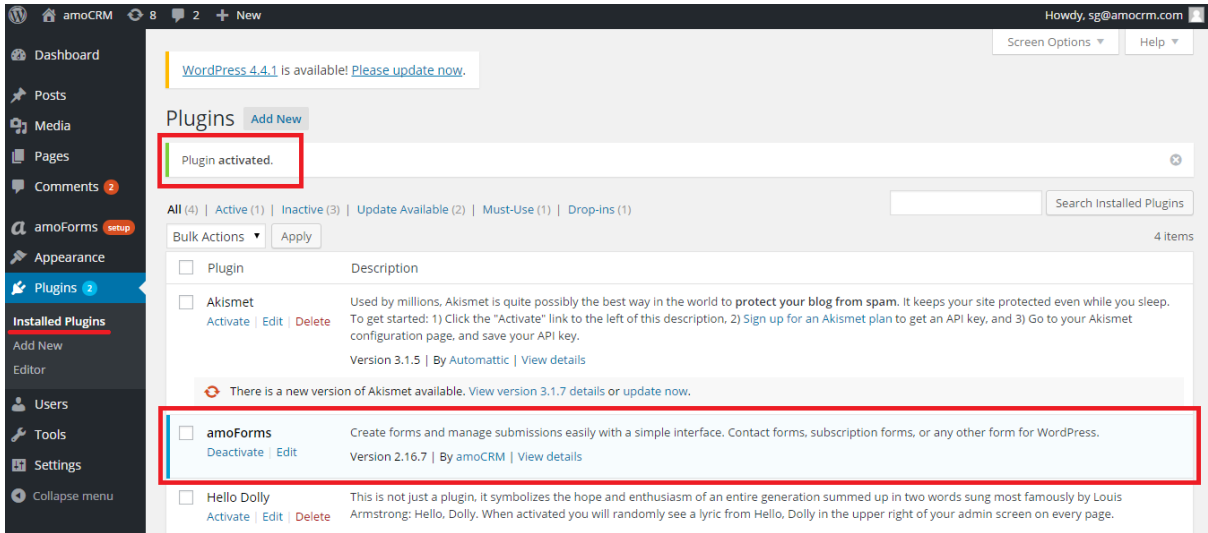 amoCRM 8 2 + New Howdy, sg@amocrm.com
Screen Options ▼ Help ▼
Dashboard
WordPress 4.4.1 is available! Please update now.
Posts
Media
Pages
Comments 2
amoForms setup
Appearance
Plugins 2
Installed Plugins
Add New
Editor
Users
Tools
Settings
Collapse menu
Plugins Add New
Plugin activated.
All (4) | Active (1) | Inactive (3) | Update Available (2) | Must-Use (1) | Drop-ins (1)
Search Installed Plugins
Bulk Actions ▼ Apply
4 items
Plugin Description
Akismet
Activate | Edit | Delete
Used by millions, Akismet is quite possibly the best way in the world to protect your blog from spam. It keeps your site protected even while you sleep.
To get started: 1) Click the "Activate" link to the left of this description, 2) Sign up for an Akismet plan to get an API key, and 3) Go to your Akismet
configuration page, and save your API key.
Version 3.1.5 | By Automattic | View details
There is a new version of Akismet available. View version 3.1.7 details or update now.
amoForms
Deactivate | Edit
Create forms and manage submissions easily with a simple interface. Contact forms, subscription forms, or any other form for WordPress.
Version 2.16.7 | By amoCRM | View details
Hello Dolly
Activate | Edit | Delete
This is not just a plugin, it symbolizes the hope and enthusiasm of an entire generation summed up in two words sung most famously by Louis
Armstrong: Hello, Dolly. When activated you will randomly see a lyric from Hello, Dolly in the upper right of your admin screen on every page.